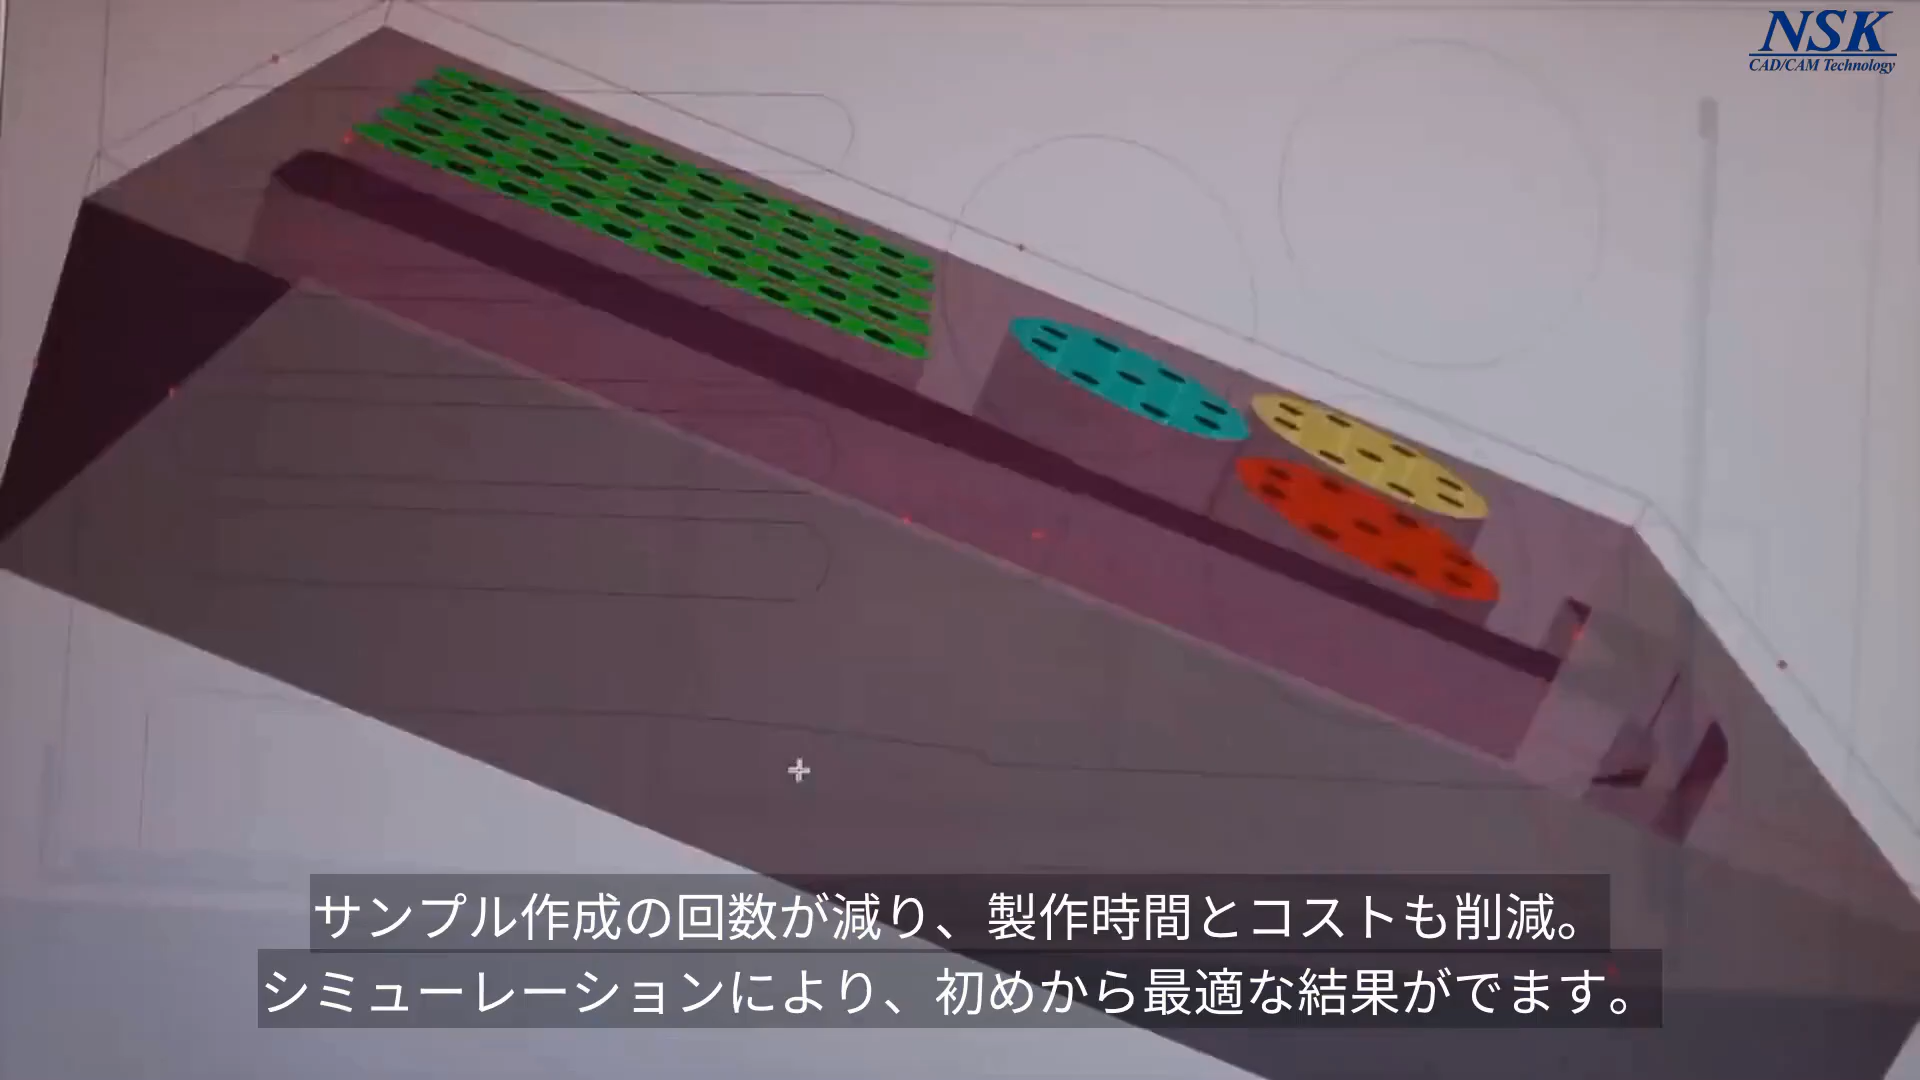 NSK
CAD/CAM Technology
サンプル作成の回数が減り、製作時間とコストも削減。
シミューレーションにより、初めから最適な結果がでます。